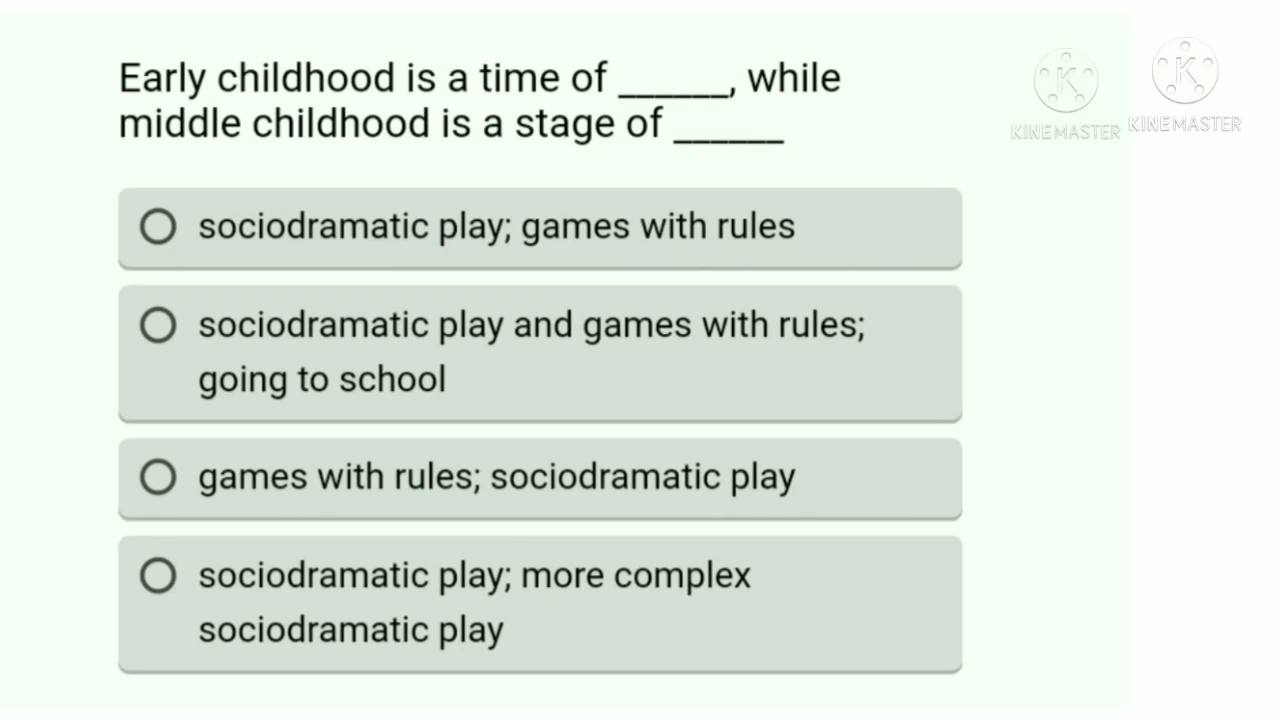 Early childhood is a time of ______, while
middle childhood is a stage of ______
sociodramatic play; games with rules
sociodramatic play and games with rules;
going to school
games with rules; sociodramatic play
sociodramatic play; more complex
sociodramatic play
K
KINEMASTER
K
KINEMASTER